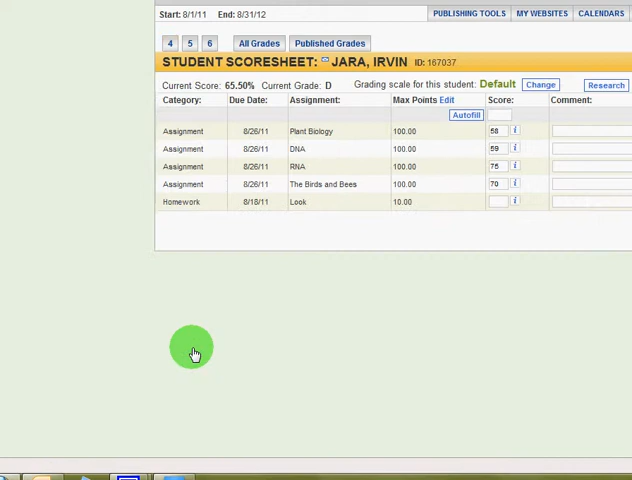 Start: 8/1/11 End: 8/31/12 PUBLISHING TOOLS MY WEBSITES CALENDARS
4 5 6 All Grades Published Grades
STUDENT SCORESHEET: JARA, IRVIN ID: 167037
Current Score: 65.50% Current Grade: D Grading scale for this student: Default Change Research
Category: Due Date: Assignment: Max Points Edit Score: Comment:
Autofill
Assignment 8/26/11 Plant Biology 100.00 58 i
Assignment 8/26/11 DNA 100.00 59 i
Assignment 8/26/11 RNA 100.00 75 i
Assignment 8/26/11 The Birds and Bees 100.00 70 i
Homework 8/18/11 Look 10.00 i